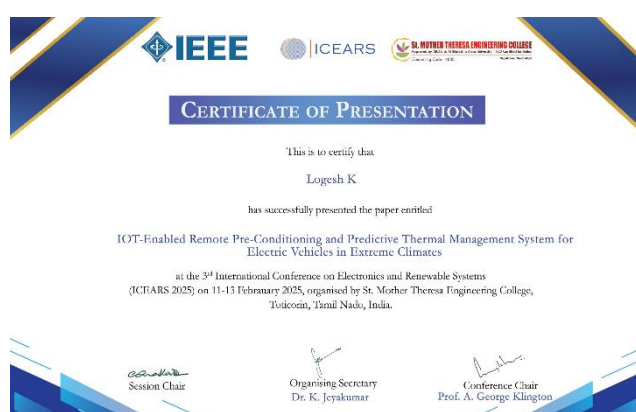 IEEE
ICEARS
ST. MOTHER THERESA ENGINEERING COLLEGE
CERTIFICATE OF PRESENTATION
This is to certify that
Logesh K
has successfully presented the paper entitled
IOT-Enabled Remote Pre-Conditioning and Predictive Thermal Management System for
Electric Vehicles in Extreme Climates
at the 3rd International Conference on Electronics and Renewable Systems
(ICEARS 2025) on 11-13 February 2025, organised by St. Mother Theresa Engineering College,
Tuticorin, Tamil Nadu, India.
Session Chair
Organising Secretary
Dr. K. Jeyakumar
Conference Chair
Prof. A. George Klington